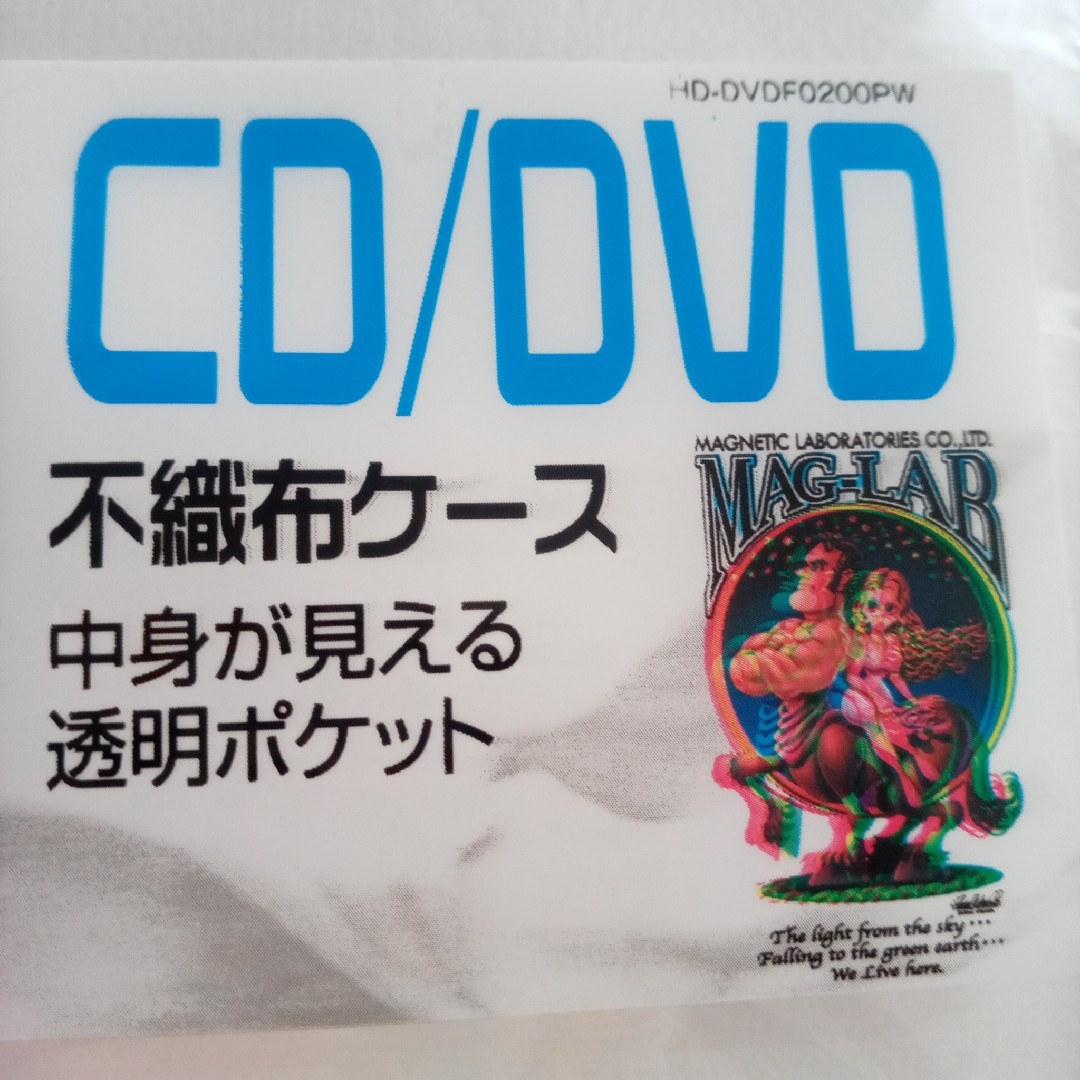 HD-DVDF0200PW
CD/DVD
不織布ケース
中身が見える
透明ポケット
MAGNETIC LABORATORIES CO.,LTD.
MAG-LAB
The light from the sky···
Falling to the green earth···
We Live here.